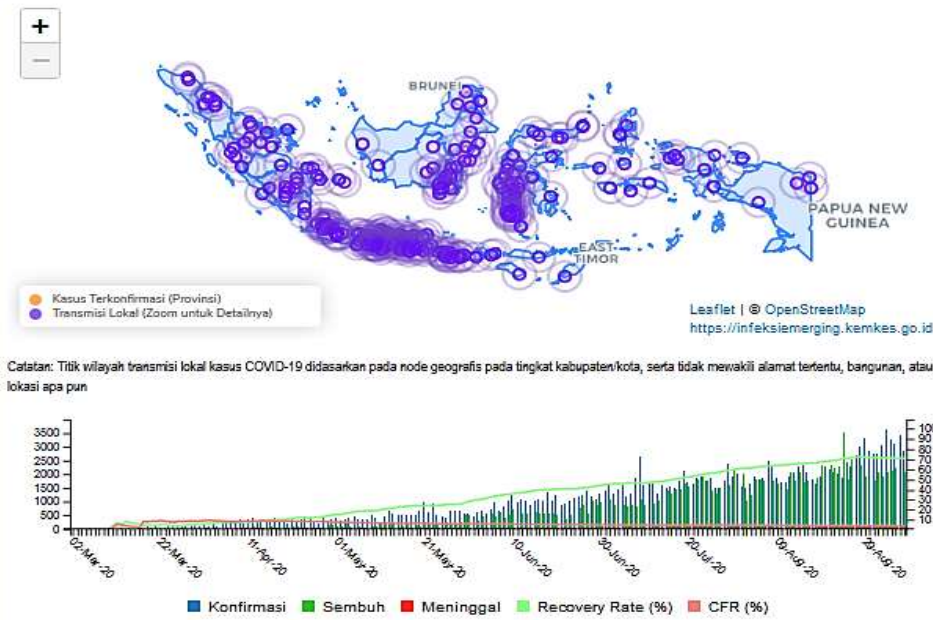 +
−
BRUNEI
PAPUA NEW
GUINEA
EAST
TIMOR
Kasus Terkonfirmasi (Provinsi)
Transmisi Lokal (Zoom untuk Detailnya)
Leaflet | © OpenStreetMap
https://infeksiemerging.kemkes.go.id
Catatan: Titik wilayah transmisi lokal kasus COVID-19 didasarkan pada node geografis pada tingkat kabupaten/kota, serta tidak mewakili alamat tertentu, bangunan, atau
lokasi apa pun
3500
3000
2500
2000
1500
1000
500
0
100
90
80
70
60
50
40
30
20
10
02-Mar-20
22-Mar-20
11-Apr-20
01-May-20
21-May-20
10-Jun-20
30-Jun-20
20-Jul-20
09-Aug-20
29-Aug-20
Konfirmasi Sembuh Meninggal Recovery Rate (%) CFR (%)